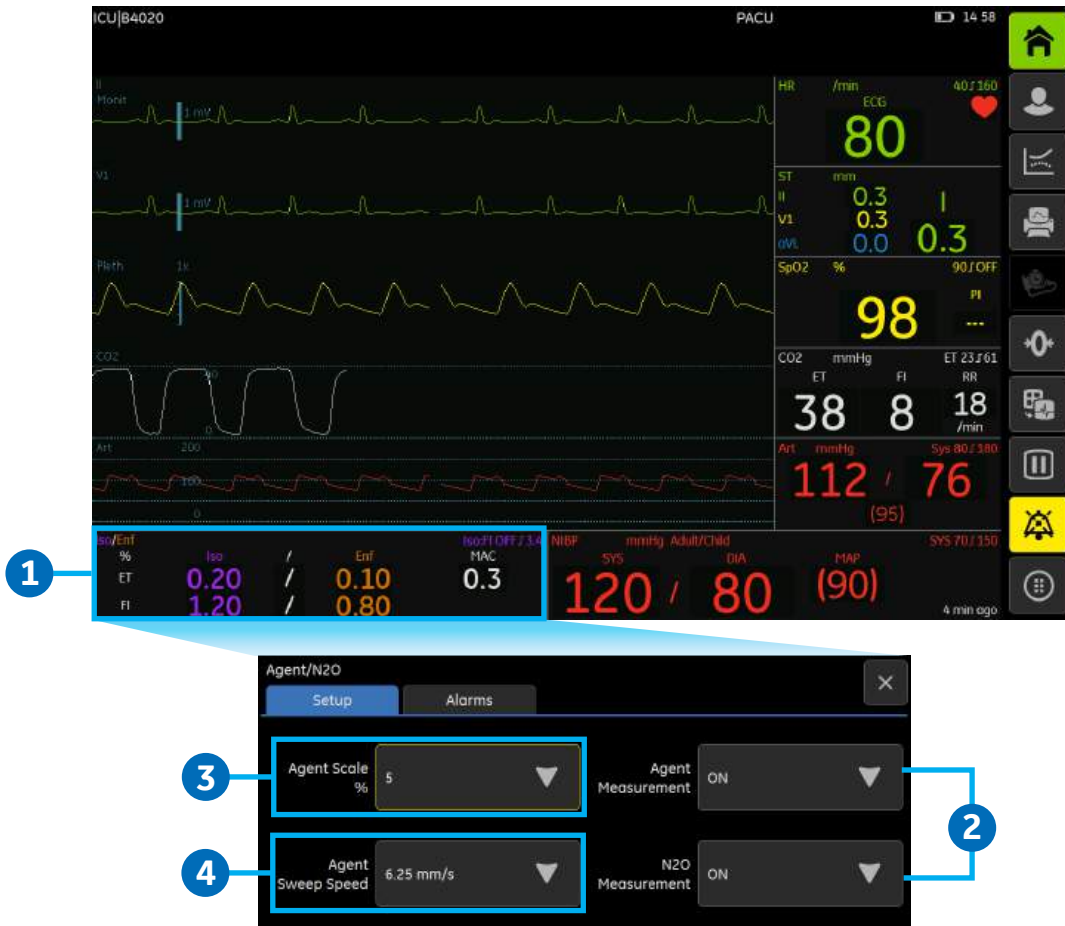 ICU|B4020 PACU 14 58
II
Monit
1 mV
V1
1 mV
Pleth 1x
CO2
0
Art 200
100
0
HR /min 40 160
ECG
80
ST mm
II 0.3 I
V1 0.3
aVL 0.0 0.3
SpO2 % 90 OFF
PI
98 ---
CO2 mmHg ET 23 61
ET FI RR
38 8 18
/min
Art mmHg Sys 80 180
112 / 76
(95)
Iso/Enf Iso:FI OFF 3.4
% Iso / Enf MAC
ET 0.20 / 0.10 0.3
FI 1.20 / 0.80
NIBP mmHg Adult/Child SYS 70 150
SYS DIA MAP
120 / 80 (90)
4 min ago
1
Agent/N2O
Setup Alarms
3
Agent Scale
%
5
Agent
Measurement
ON
2
4
Agent
Sweep Speed
6.25 mm/s
N2O
Measurement
ON